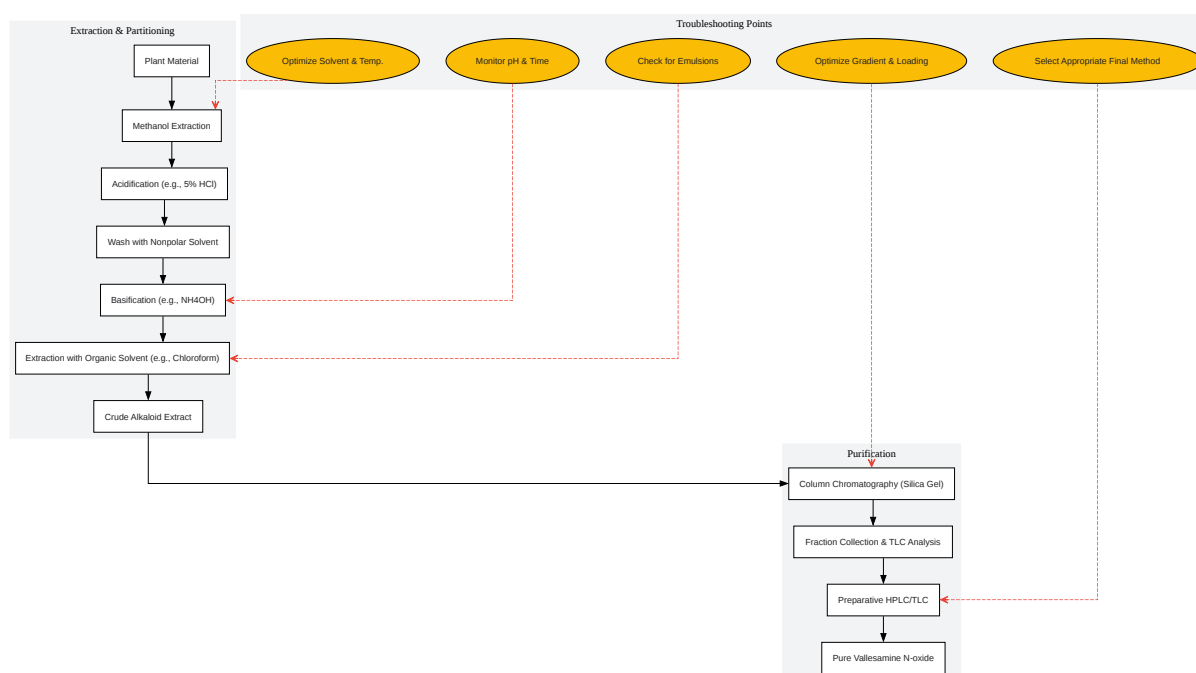 Extraction & Partitioning
Plant Material
Methanol Extraction
Acidification (e.g., 5% HCl)
Wash with Nonpolar Solvent
Basification (e.g., NH4OH)
Extraction with Organic Solvent (e.g., Chloroform)
Crude Alkaloid Extract
Troubleshooting Points
Optimize Solvent & Temp.
Monitor pH & Time
Check for Emulsions
Optimize Gradient & Loading
Select Appropriate Final Method
Purification
Column Chromatography (Silica Gel)
Fraction Collection & TLC Analysis
Preparative HPLC/TLC
Pure Vallesamine N-oxide